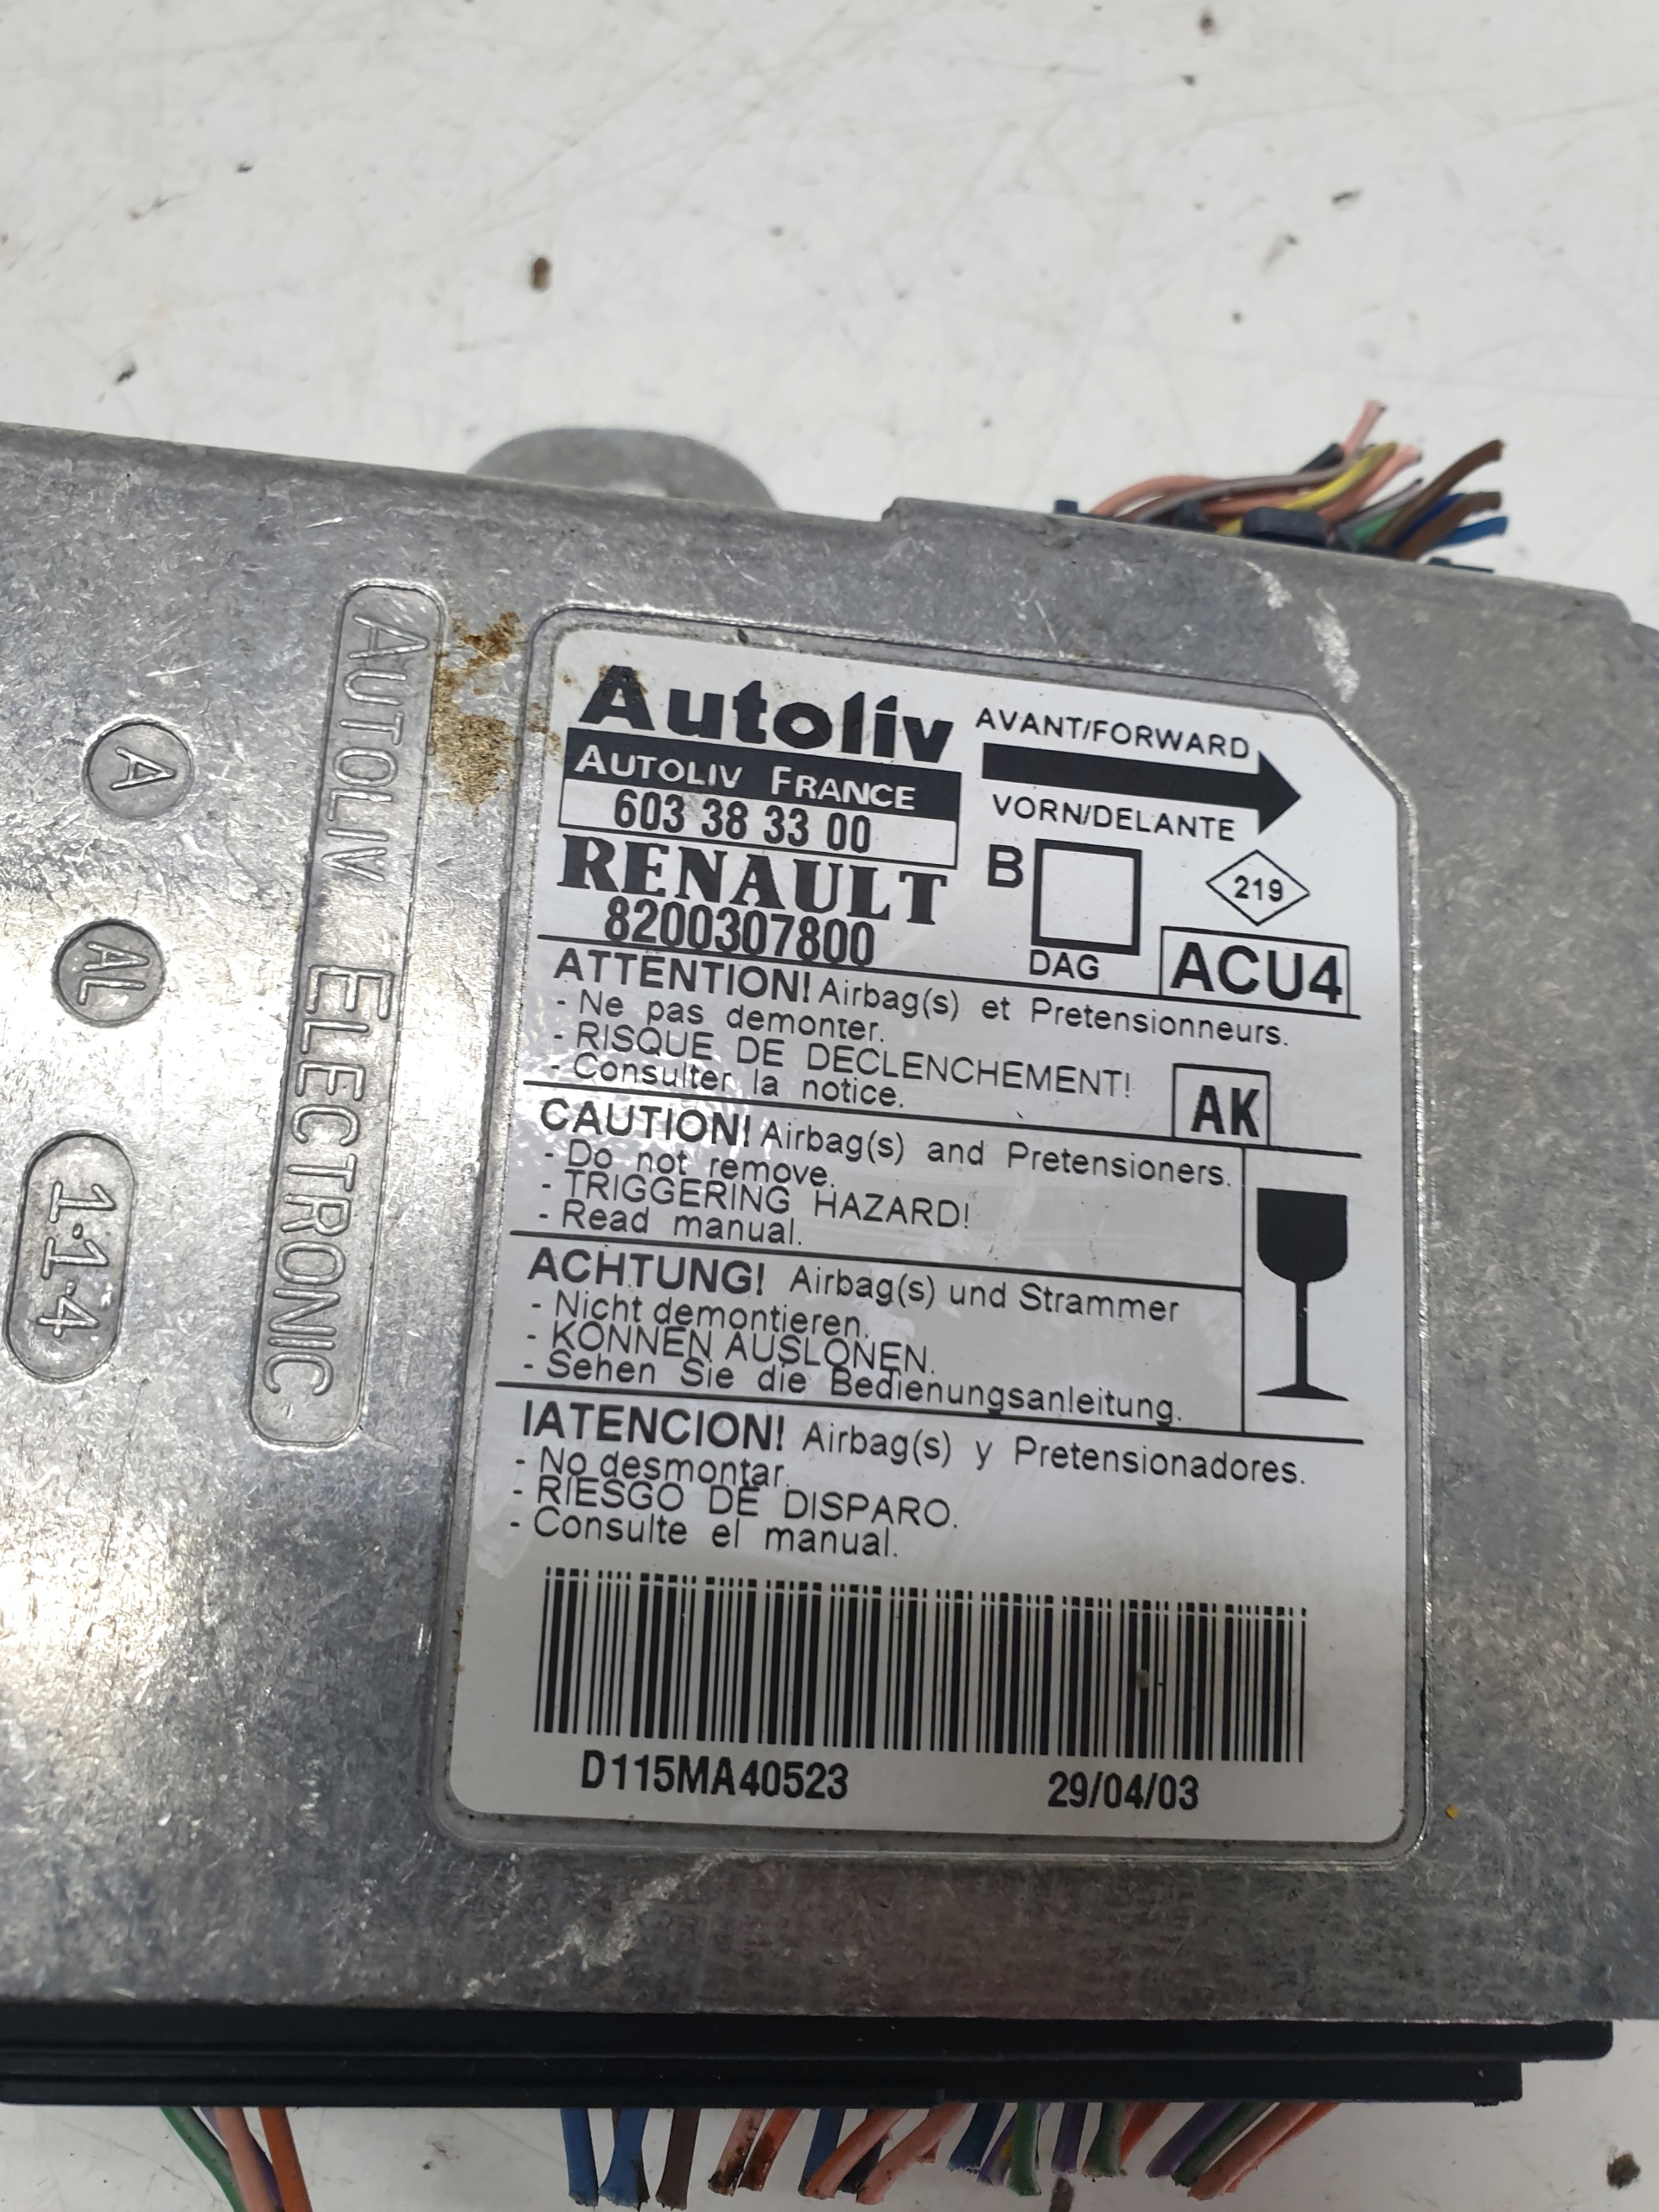 A
AL
1·1·4
AUTOLIV ELECTRONIC
Autoliv
AUTOLIV FRANCE
603 38 33 00
RENAULT
8200307800
AVANT/FORWARD
VORN/DELANTE
B
DAG
219
ACU4
ATTENTION! Airbag(s) et Pretensionneurs.
- Ne pas demonter.
- RISQUE DE DECLENCHEMENT!
- Consulter la notice.
AK
CAUTION! Airbag(s) and Pretensioners.
- Do not remove.
- TRIGGERING HAZARD!
- Read manual.
ACHTUNG! Airbag(s) und Strammer
- Nicht demontieren.
- KONNEN AUSLONEN.
- Sehen Sie die Bedienungsanleitung.
IATENCION! Airbag(s) y Pretensionadores.
- No desmontar.
- RIESGO DE DISPARO.
- Consulte el manual.
D115MA40523 29/04/03